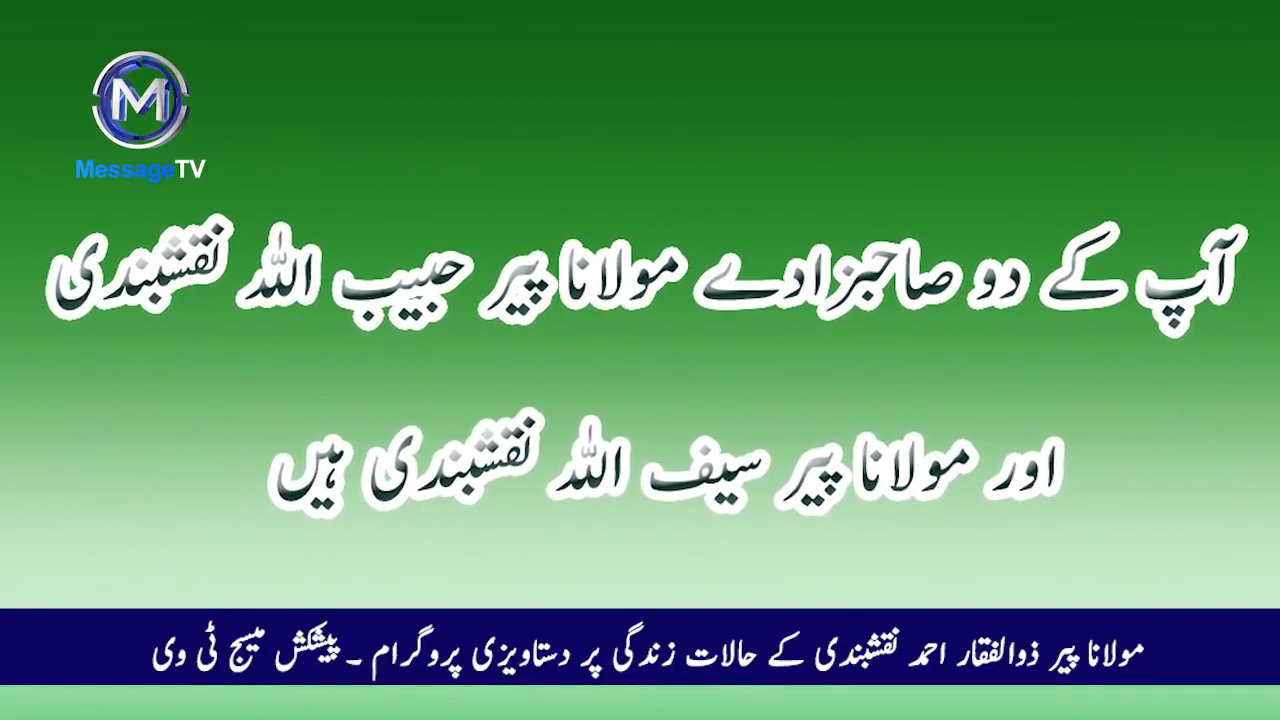 MessageTV
آپ کے دو صاحبزادے مولانا پیر حبیب اللہ نقشبندی
اور مولانا پیر سیف اللہ نقشبندی ہیں
مولانا پیر ذوالفقار احمد نقشبندی کے حالات زندگی پر دستاویزی پروگرام ۔ پیشکش میسج ٹی وی